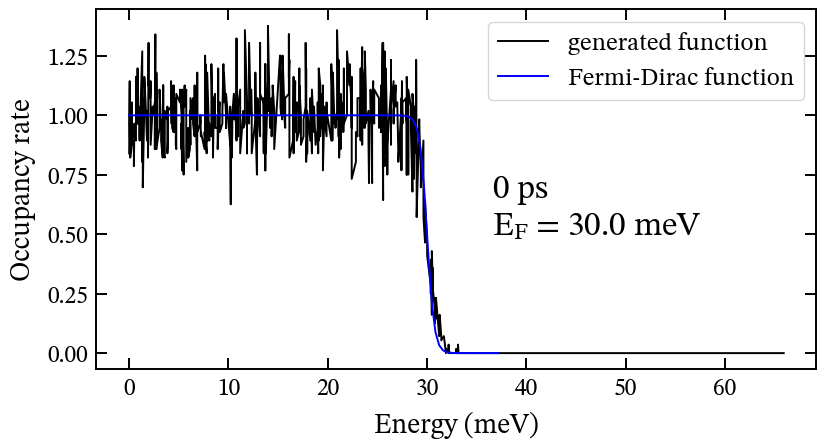 generated function
Fermi-Dirac function
0 ps
E_F = 30.0 meV
Occupancy rate
1.25
1.00
0.75
0.50
0.25
0.00
0 10 20 30 40 50 60
Energy (meV)